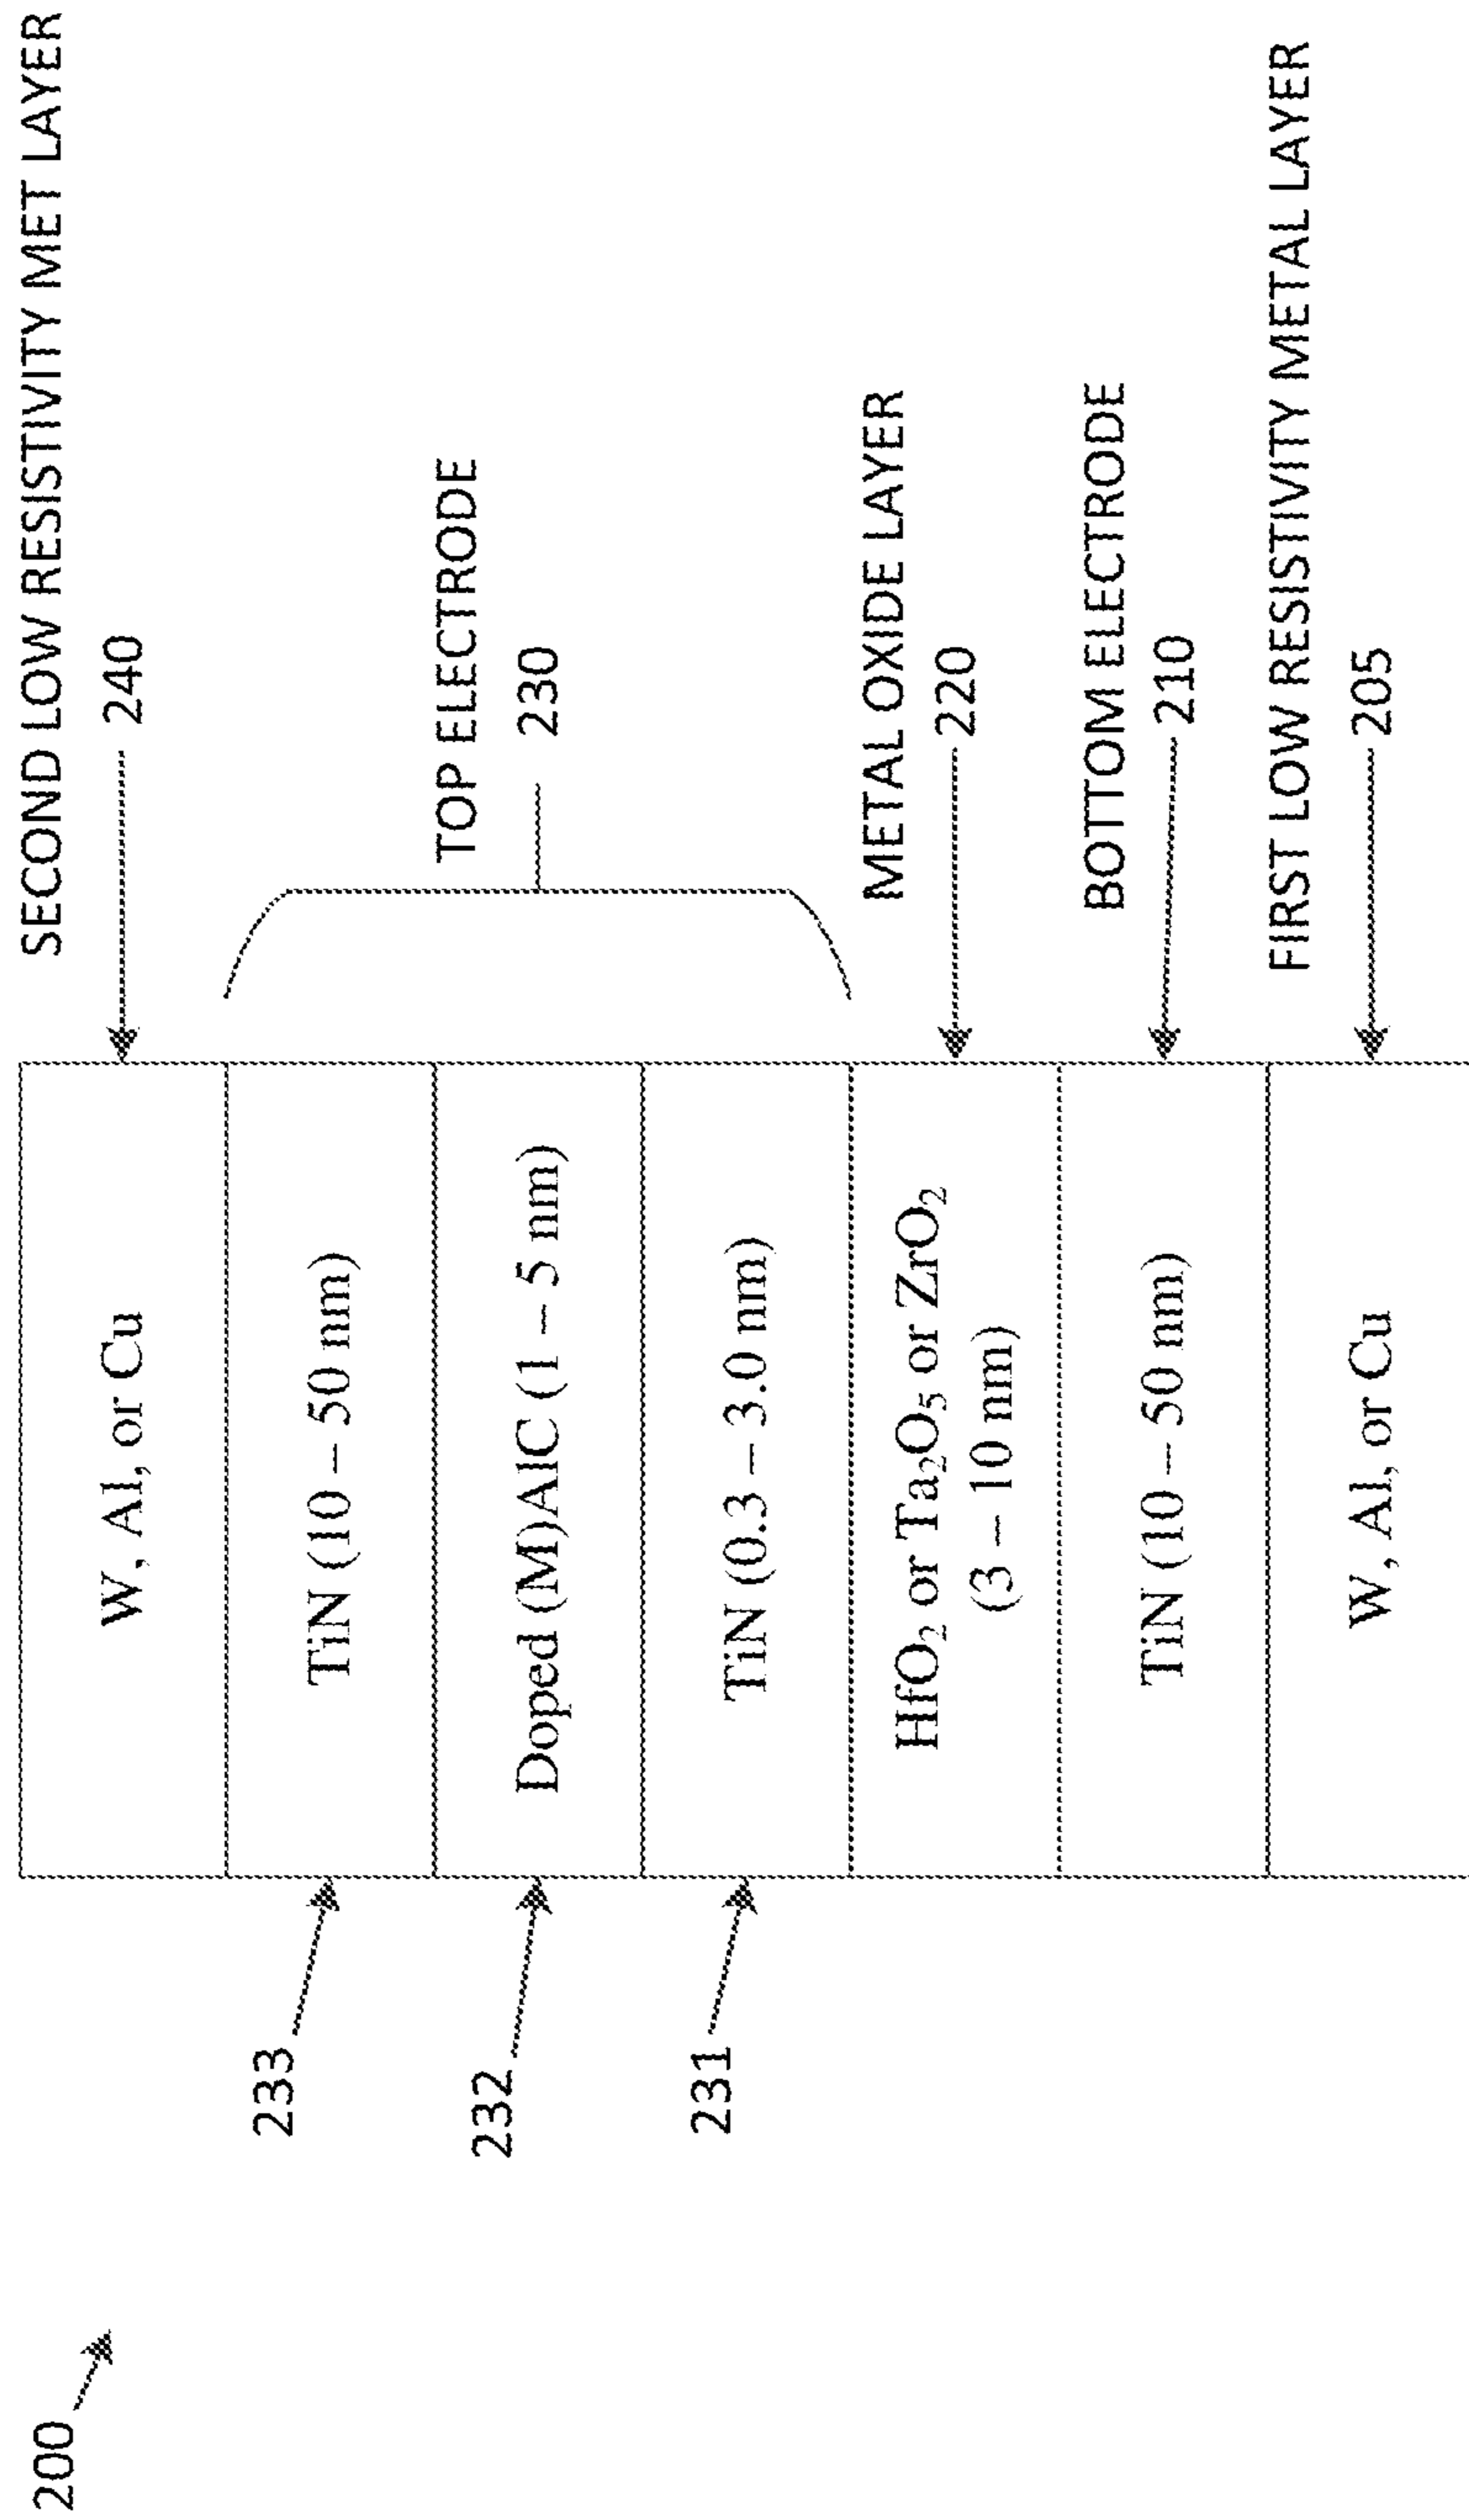 200
SECOND LOW RESISTIVITY MET LAYER
W, Al, or Cu
240
233
TiN (10 – 50 nm)
TOP ELECTRODE
232
Doped (M)AlC (1 – 5 nm)
230
231
TiN (0.3 – 3.0 nm)
METAL OXIDE LAYER
HfO₂ or Ta₂O₅ or ZrO₂
(3 – 10 nm)
220
BOTTOM ELECTRODE
TiN (10 – 50 nm)
210
FIRST LOW RESISTIVITY METAL LAYER
W, Al, or Cu
205